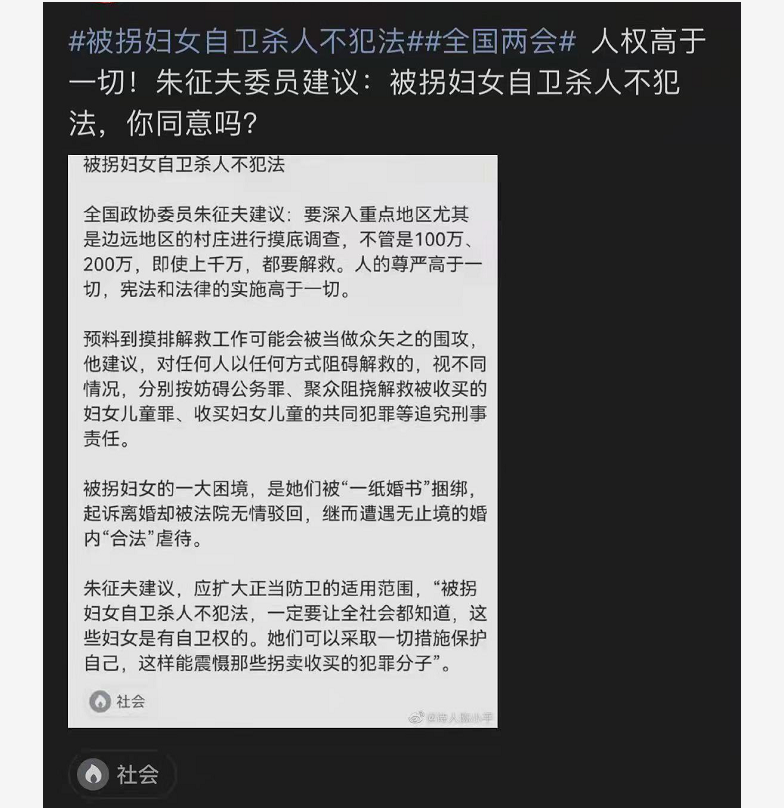 #被拐妇女自卫杀人不犯法##全国两会# 人权高于
一切！朱征夫委员建议：被拐妇女自卫杀人不犯
法，你同意吗？
被拐妇女自卫杀人不犯法
全国政协委员朱征夫建议：要深入重点地区尤其
是边远地区的村庄进行摸底调查，不管是100万、
200万，即使上千万，都要解救。人的尊严高于一
切，宪法和法律的实施高于一切。
预料到摸排解救工作可能会被当做众矢之的围攻，
他建议，对任何人以任何方式阻碍解救的，视不同
情况，分别按妨碍公务罪、聚众阻挠解救被收买的
妇女儿童罪、收买妇女儿童的共同犯罪等追究刑事
责任。
被拐妇女的一大困境，是她们被“一纸婚书”捆绑，
起诉离婚却被法院无情驳回，继而遭遇无止境的婚
内“合法”虐待。
朱征夫建议，应扩大正当防卫的适用范围，“被拐
妇女自卫杀人不犯法，一定要让全社会都知道，这
些妇女是有自卫权的。她们可以采取一切措施保护
自己，这样能震慑那些拐卖收买的犯罪分子”。
社会
社会